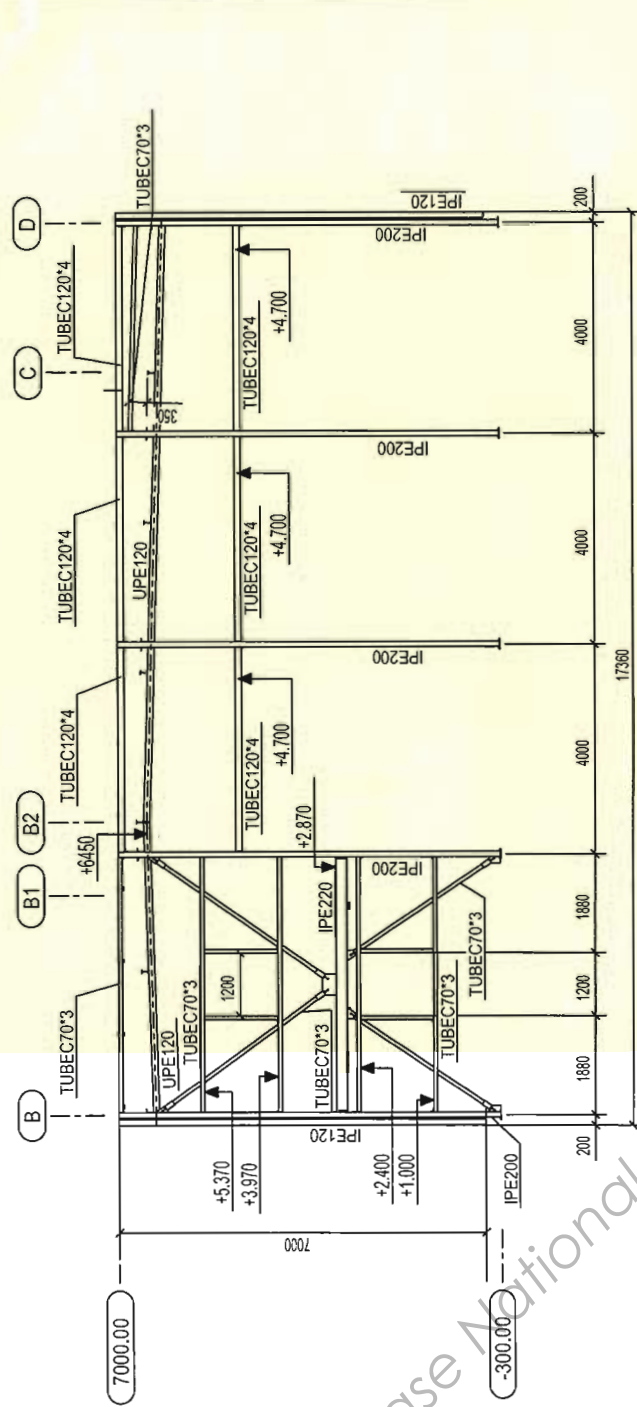 B
B1
B2
C
D
TUBEC70*3
TUBEC120*4
TUBEC120*4
TUBEC120*4
TUBEC70*3
+6450
UPE120
350
7000.00
UPE120
TUBEC70*3
1200
TUBEC120*4
+4.700
TUBEC120*4
+4.700
TUBEC120*4
+4.700
+5.370
+3.970
IPE120
TUBEC70*3
IPE220
+2.870
IPE200
IPE200
IPE200
IPE200
IPE120
7000
+2.400
+1.000
TUBEC70*3
TUBEC70*3
IPE200
-300.00
200
1880
1200
1880
4000
4000
4000
200
17360
ase National